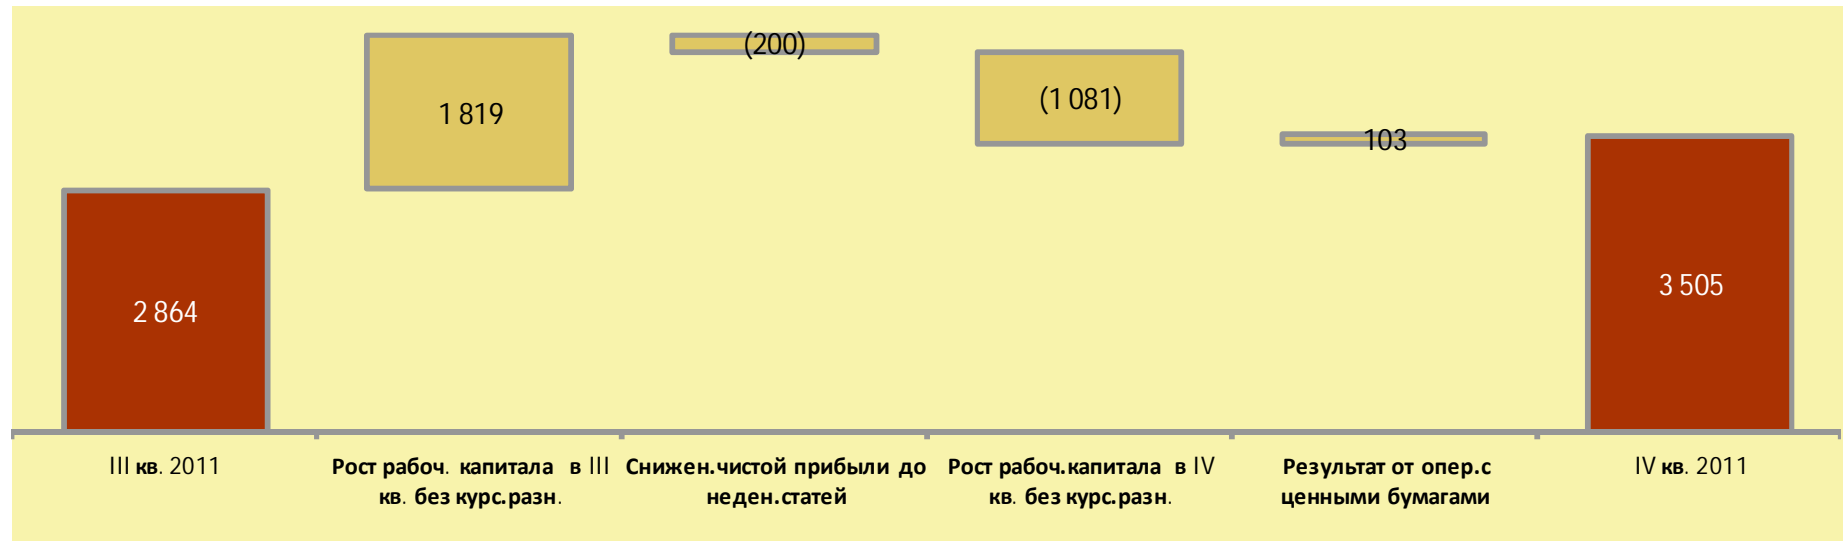 (200)
1 819
(1 081)
103
2 864
3 505
III кв. 2011
Рост рабоч. капитала в III
кв. без курс.разн.
Снижен.чистой прибыли до
неден.статей
Рост рабоч.капитала в IV
кв. без курс.разн.
Результат от опер.с
ценными бумагами
IV кв. 2011